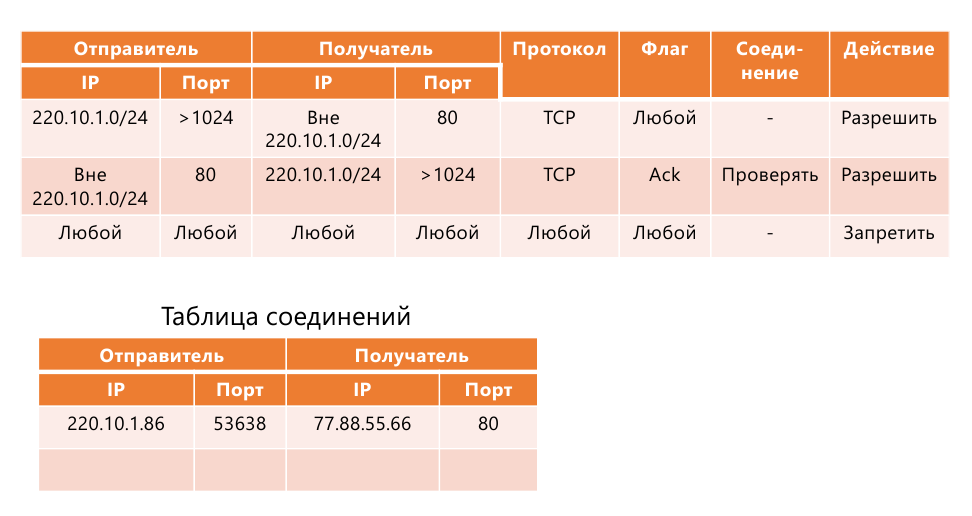 Отправитель Получатель Протокол Флаг Соеди- Действие
нение
IP Порт IP Порт
220.10.1.0/24 >1024 Вне 80 TCP Любой - Разрешить
220.10.1.0/24
Вне 80 220.10.1.0/24 >1024 TCP Ack Проверять Разрешить
220.10.1.0/24
Любой Любой Любой Любой Любой Любой - Запретить
Таблица соединений
Отправитель Получатель
IP Порт IP Порт
220.10.1.86 53638 77.88.55.66 80